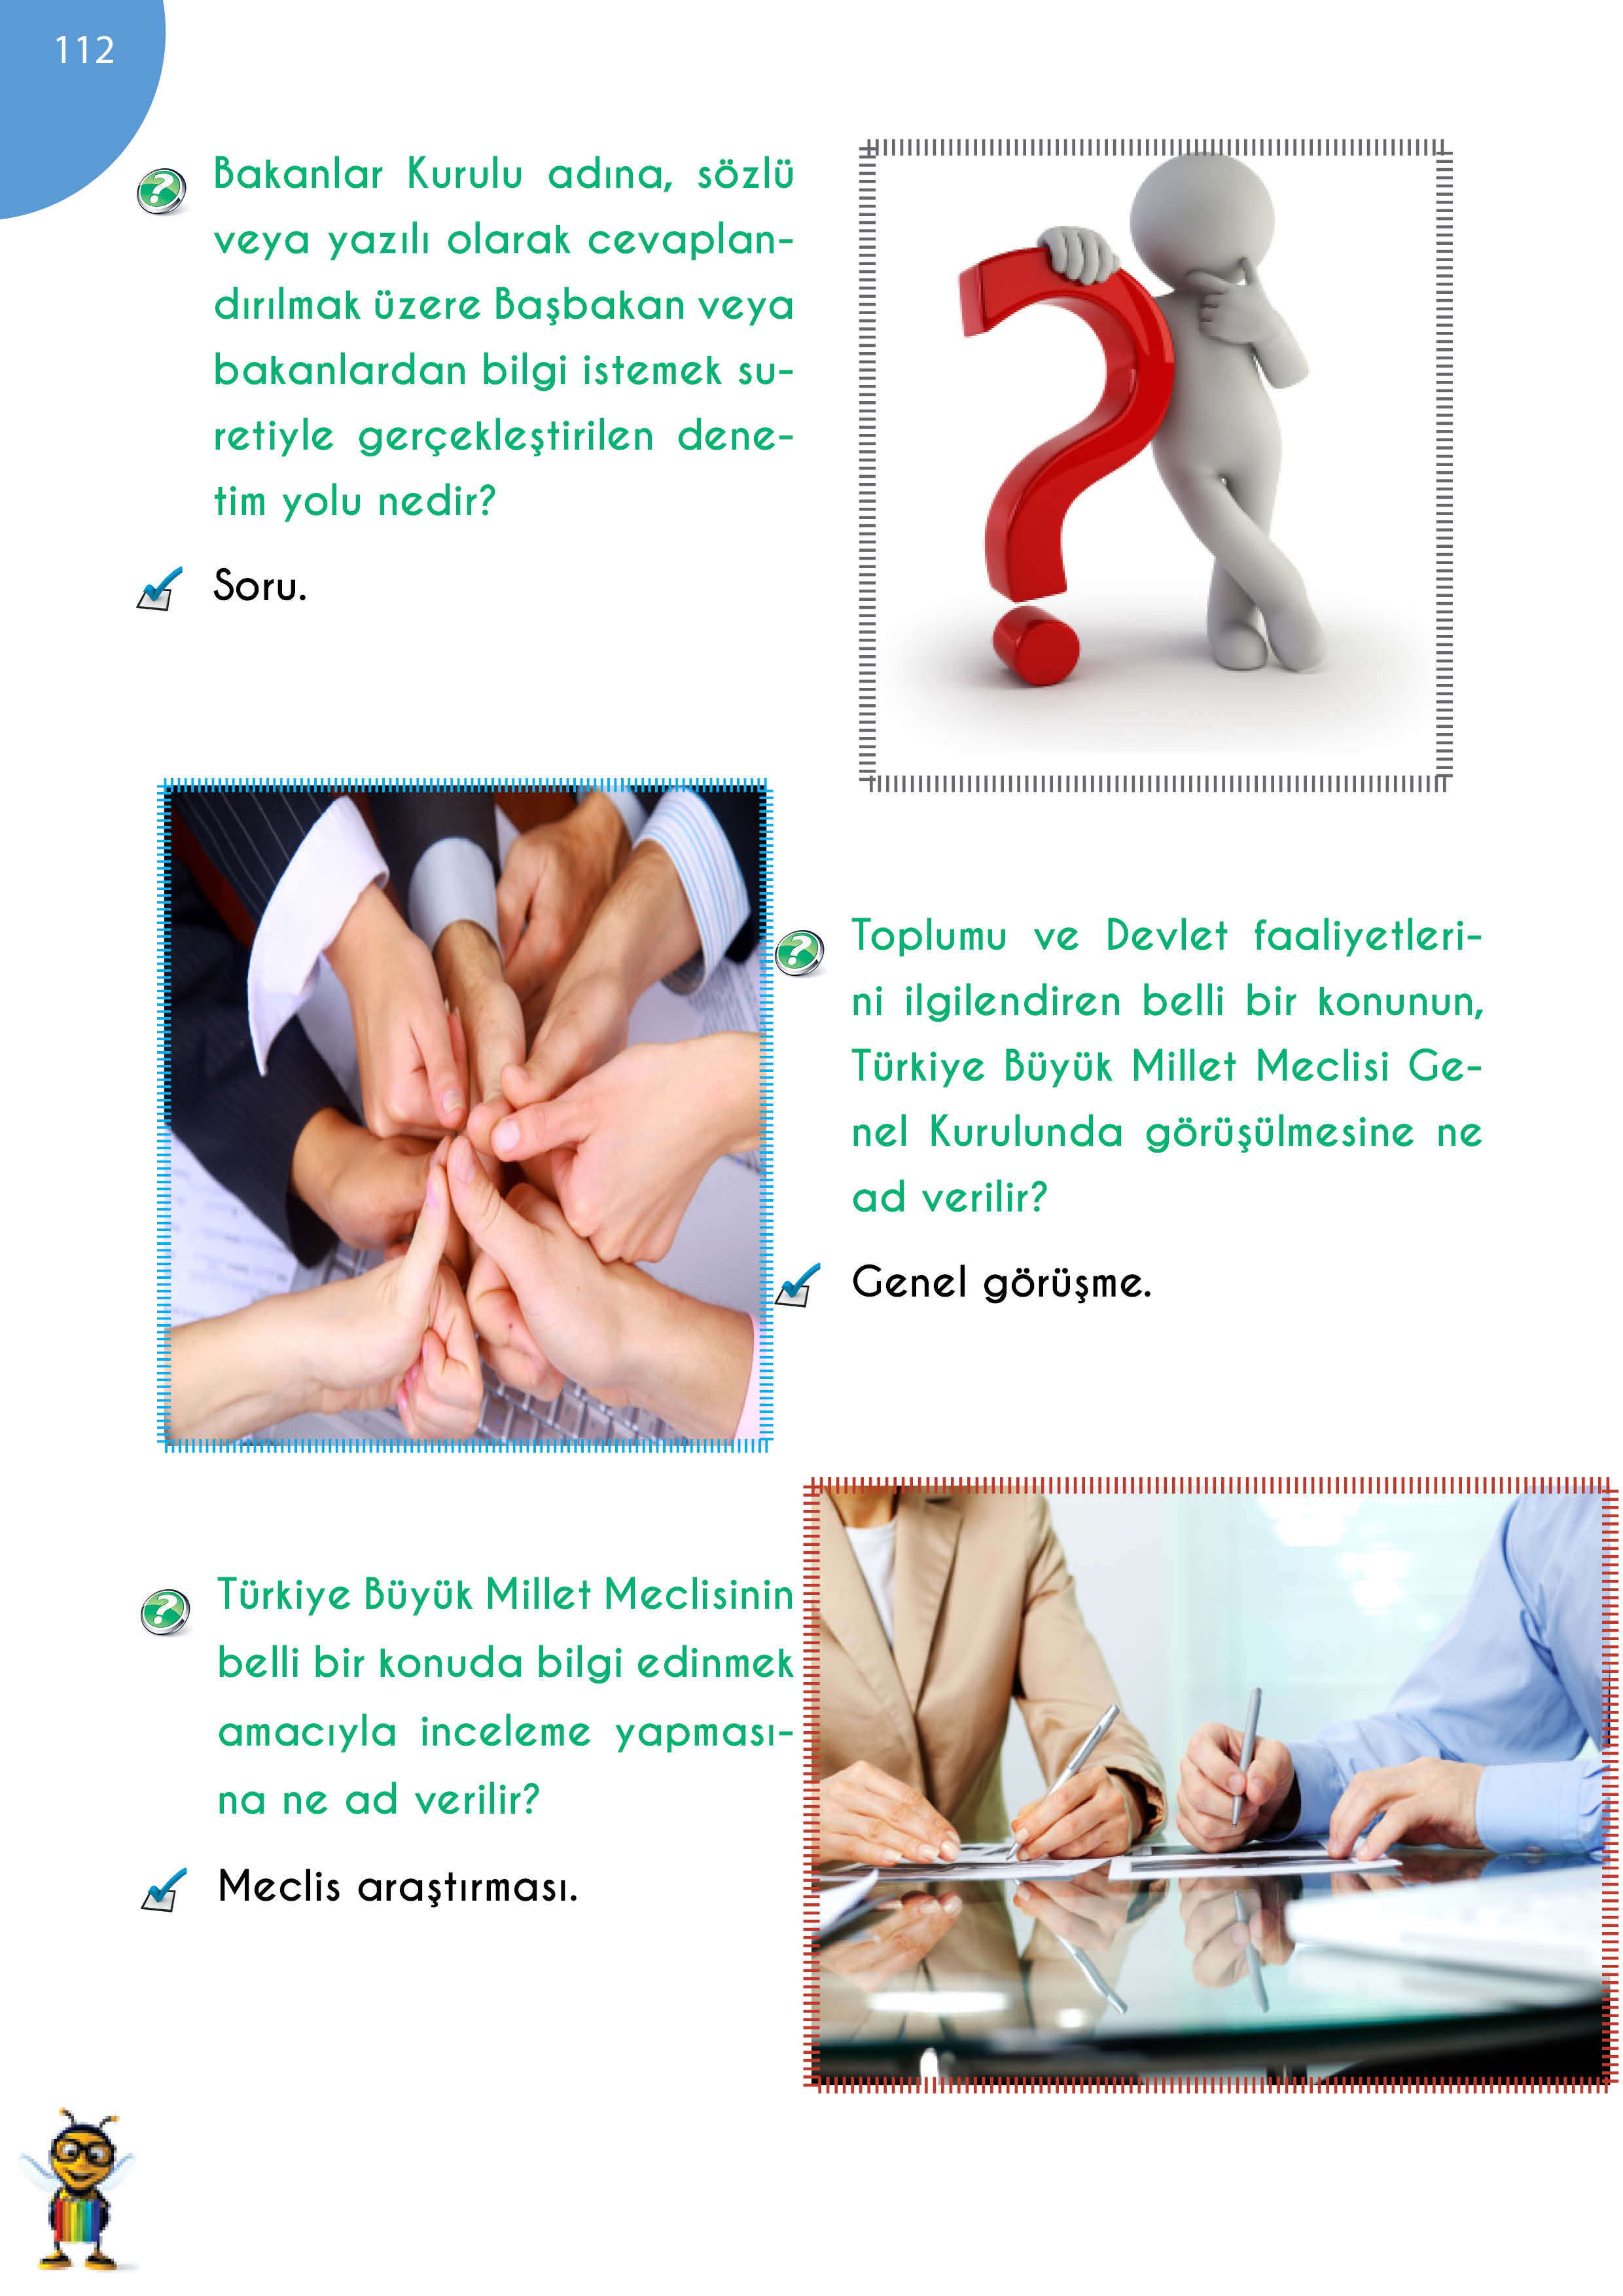 112
Bakanlar Kurulu adına, sözlü
veya yazılı olarak cevaplan-
dırılmak üzere Başbakan veya
bakanlardan bilgi istemek su-
retiyle gerçekleştirilen dene-
tim yolu nedir?
Soru.
Toplumu ve Devlet faaliyetleri-
ni ilgilendiren belli bir konunun,
Türkiye Büyük Millet Meclisi Ge-
nel Kurulunda görüşülmesine ne
ad verilir?
Genel görüşme.
Türkiye Büyük Millet Meclisinin
belli bir konuda bilgi edinmek
amacıyla inceleme yapması-
na ne ad verilir?
Meclis araştırması.